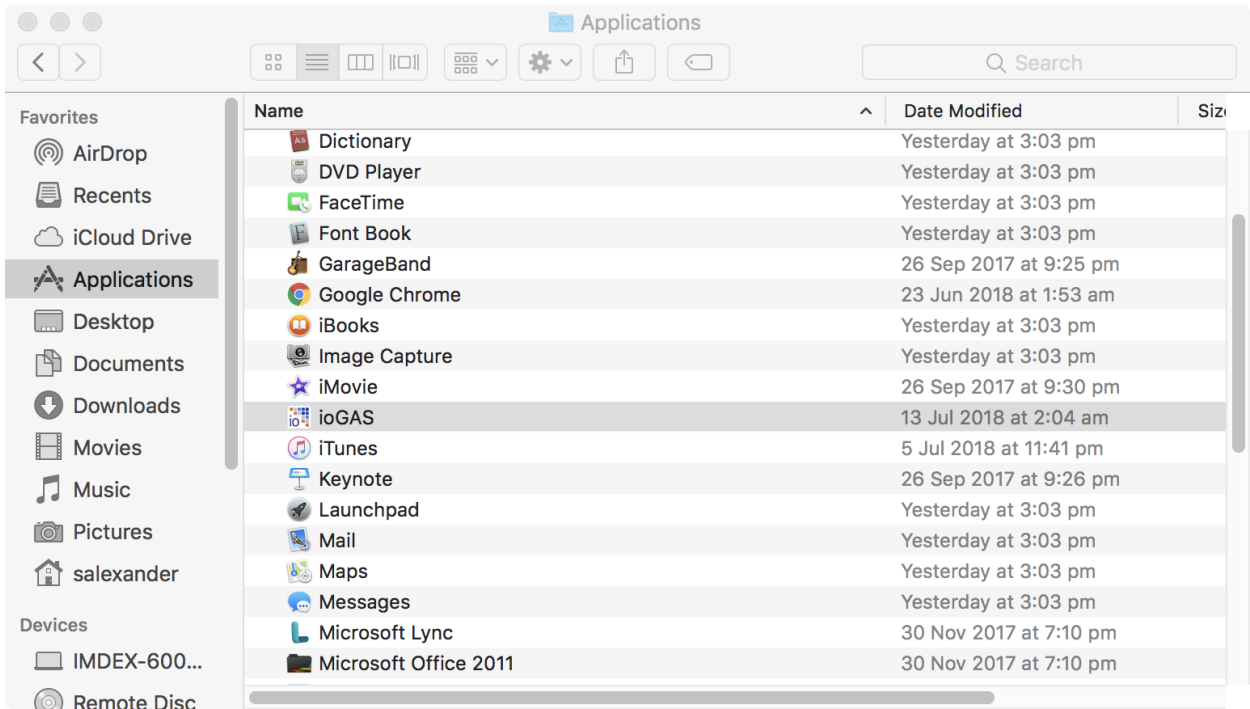 Applications
Search
Favorites
AirDrop
Recents
iCloud Drive
Applications
Desktop
Documents
Downloads
Movies
Music
Pictures
salexander
Devices
IMDEX-600...
Remote Disc
Name Date Modified Siz
Dictionary Yesterday at 3:03 pm
DVD Player Yesterday at 3:03 pm
FaceTime Yesterday at 3:03 pm
Font Book Yesterday at 3:03 pm
GarageBand 26 Sep 2017 at 9:25 pm
Google Chrome 23 Jun 2018 at 1:53 am
iBooks Yesterday at 3:03 pm
Image Capture Yesterday at 3:03 pm
iMovie 26 Sep 2017 at 9:30 pm
ioGAS 13 Jul 2018 at 2:04 am
iTunes 5 Jul 2018 at 11:41 pm
Keynote 26 Sep 2017 at 9:26 pm
Launchpad Yesterday at 3:03 pm
Mail Yesterday at 3:03 pm
Maps Yesterday at 3:03 pm
Messages Yesterday at 3:03 pm
Microsoft Lync 30 Nov 2017 at 7:10 pm
Microsoft Office 2011 30 Nov 2017 at 7:10 pm